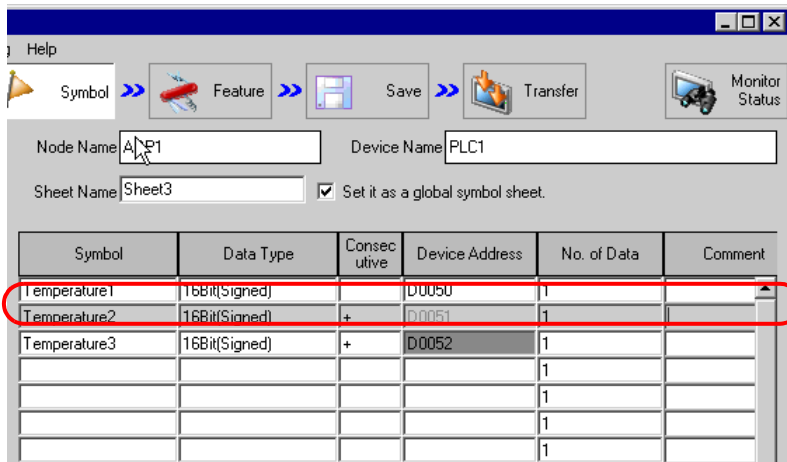 Help
Symbol Feature Save Transfer Monitor Status
Node Name Device Name PLC1
Sheet Name Sheet3 Set it as a global symbol sheet.
Symbol Data Type Consecutive Device Address No. of Data Comment
Temperature1 16Bit(Signed) D0050 1
Temperature2 16Bit(Signed) + D0051 1
Temperature3 16Bit(Signed) + D0052 1
1
1
1
1